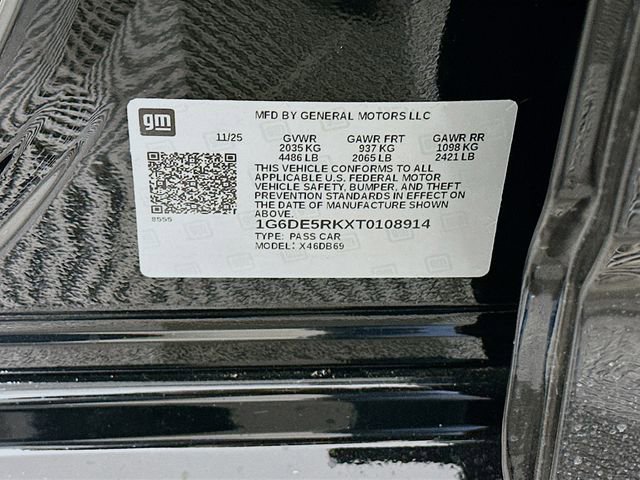 gm
MFD BY GENERAL MOTORS LLC
11/25 GVWR GAWR FRT GAWR RR
2035 KG 937 KG 1098 KG
4486 LB 2065 LB 2421 LB
THIS VEHICLE CONFORMS TO ALL
APPLICABLE U.S. FEDERAL MOTOR
VEHICLE SAFETY, BUMPER, AND THEFT
PREVENTION STANDARDS IN EFFECT ON
THE DATE OF MANUFACTURE SHOWN
ABOVE.
8555
1G6DE5RKXT0108914
TYPE: PASS CAR
MODEL: X46DB69